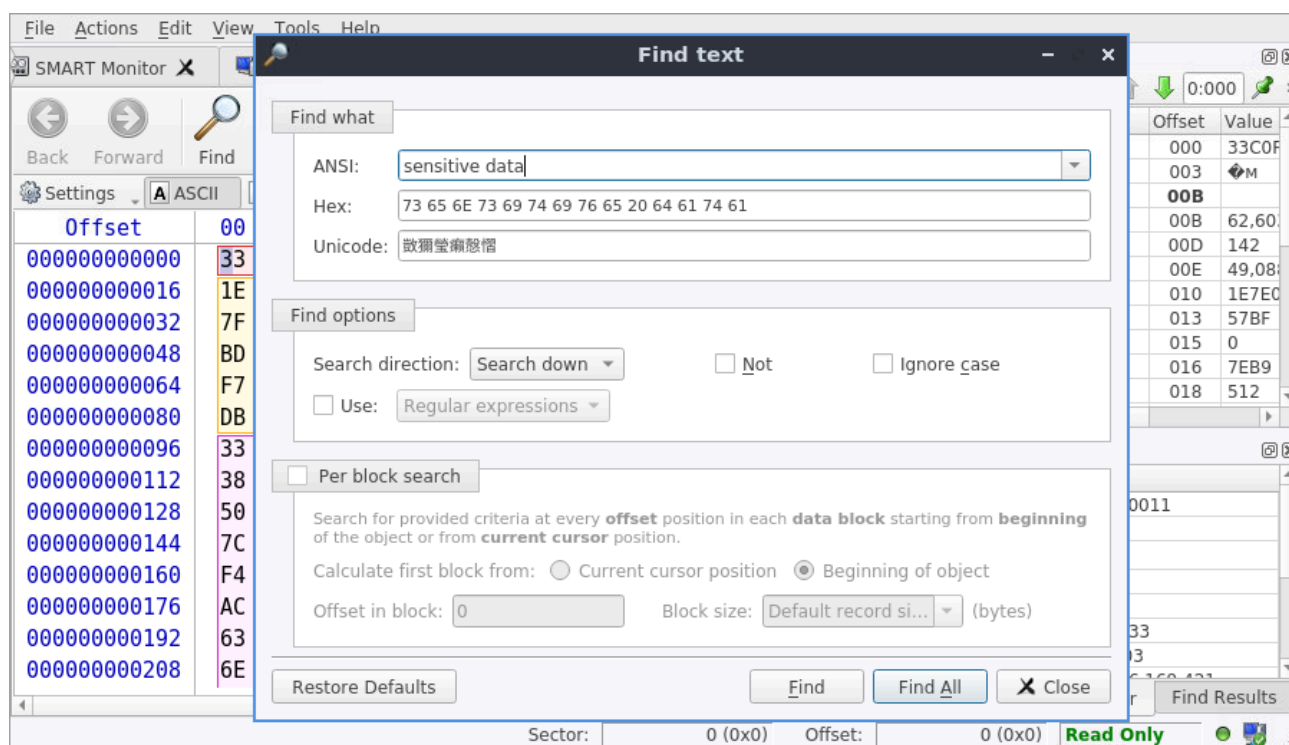 File Actions Edit View Tools Help
Find text
SMART Monitor
0:000
Back Forward Find
Settings A ASCII
Offset 00
000000000000 33
000000000016 1E
000000000032 7F
000000000048 BD
000000000064 F7
000000000080 DB
000000000096 33
000000000112 38
000000000128 50
000000000144 7C
000000000160 F4
000000000176 AC
000000000192 63
000000000208 6E
Find what
ANSI: sensitive data
Hex: 73 65 6E 73 69 74 69 76 65 20 64 61 74 61
Unicode:
Find options
Search direction: Search down Not Ignore case
Use: Regular expressions
Per block search
Search for provided criteria at every offset position in each data block starting from beginning
of the object or from current cursor position.
Calculate first block from: Current cursor position Beginning of object
Offset in block: 0 Block size: Default record si... (bytes)
Restore Defaults Find Find All Close
Offset Value
000 33C0
003 �м
00B
00B 62,60
00D 142
00E 49,08
010 1E7E0
013 57BF
015 0
016 7EB9
018 512
0011
33
03
Find Results
Sector: 0 (0x0) Offset: 0 (0x0) Read Only